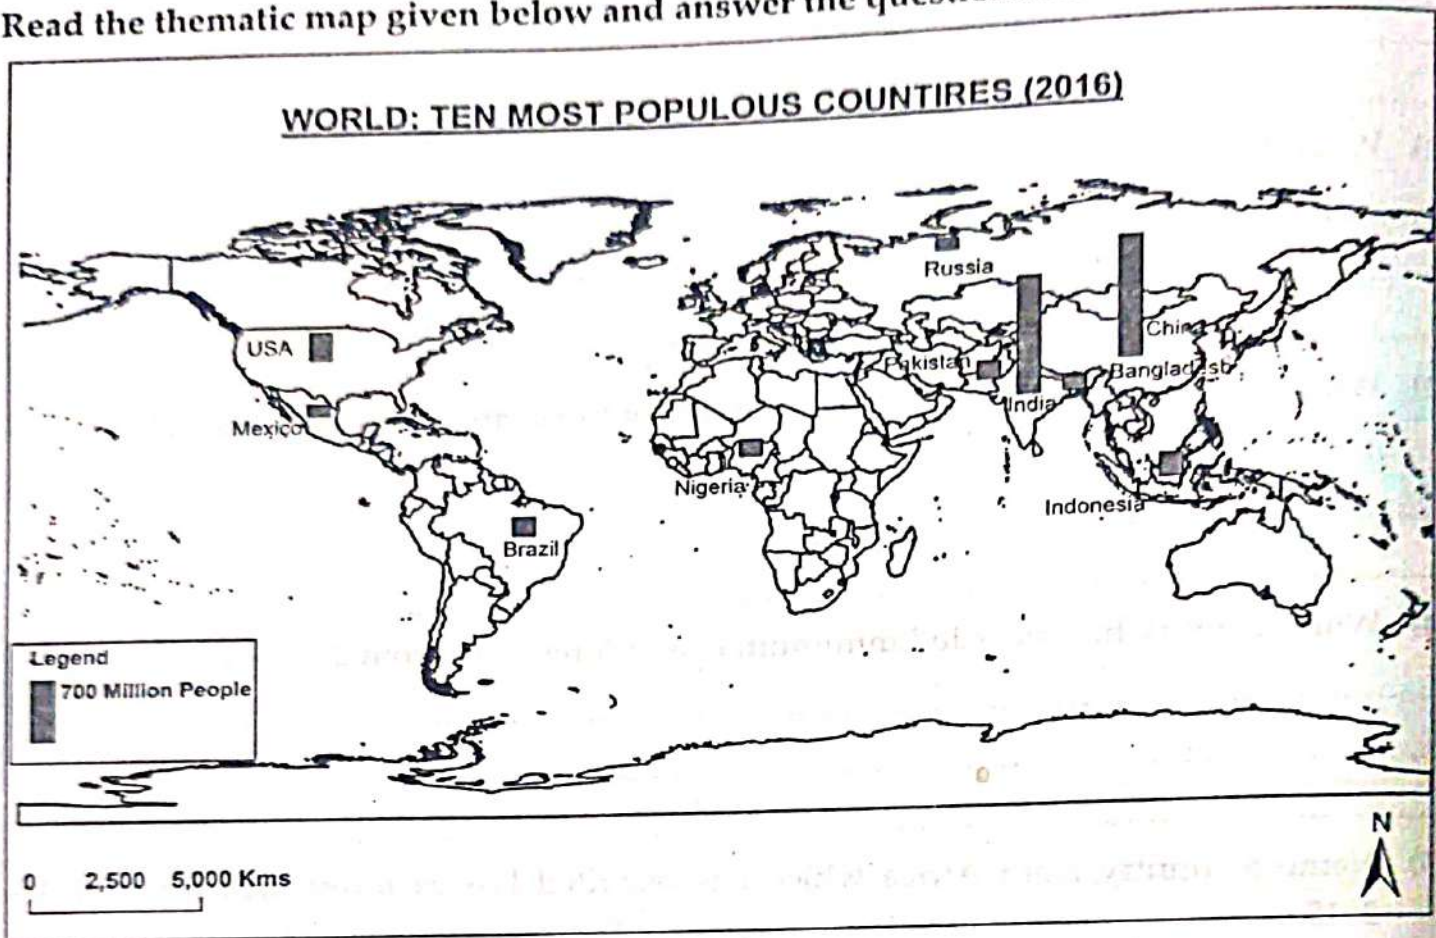 Read the thematic map given below and answer the
WORLD: TEN MOST POPULOUS COUNTIRES (2016)
Russia
USA
China
Pakistan
Bangladesh
India
Mexico
Nigeria
Indonesia
Brazil
Legend
700 Million People
N
0 2,500 5,000 Kms